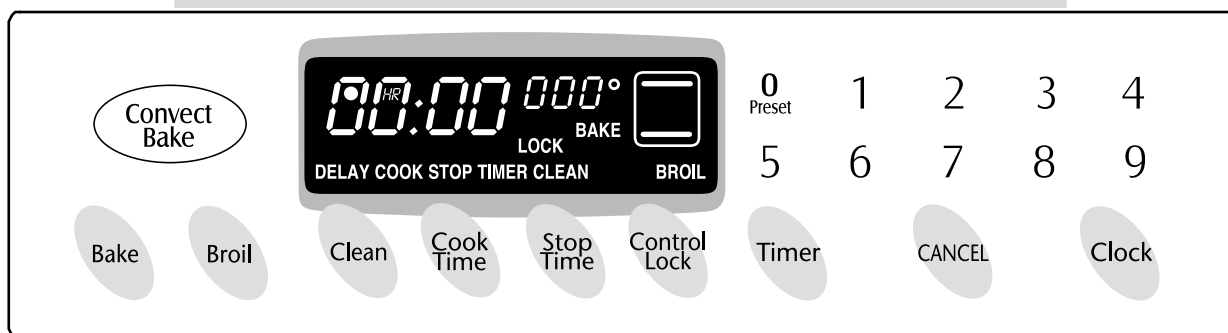 Convect
Bake
00:00 000°
HR
BAKE
LOCK
DELAY COOK STOP TIMER CLEAN BROIL
0 1 2 3 4
Preset
5 6 7 8 9
Bake Broil Clean Cook Time Stop Time Control Lock Timer CANCEL Clock